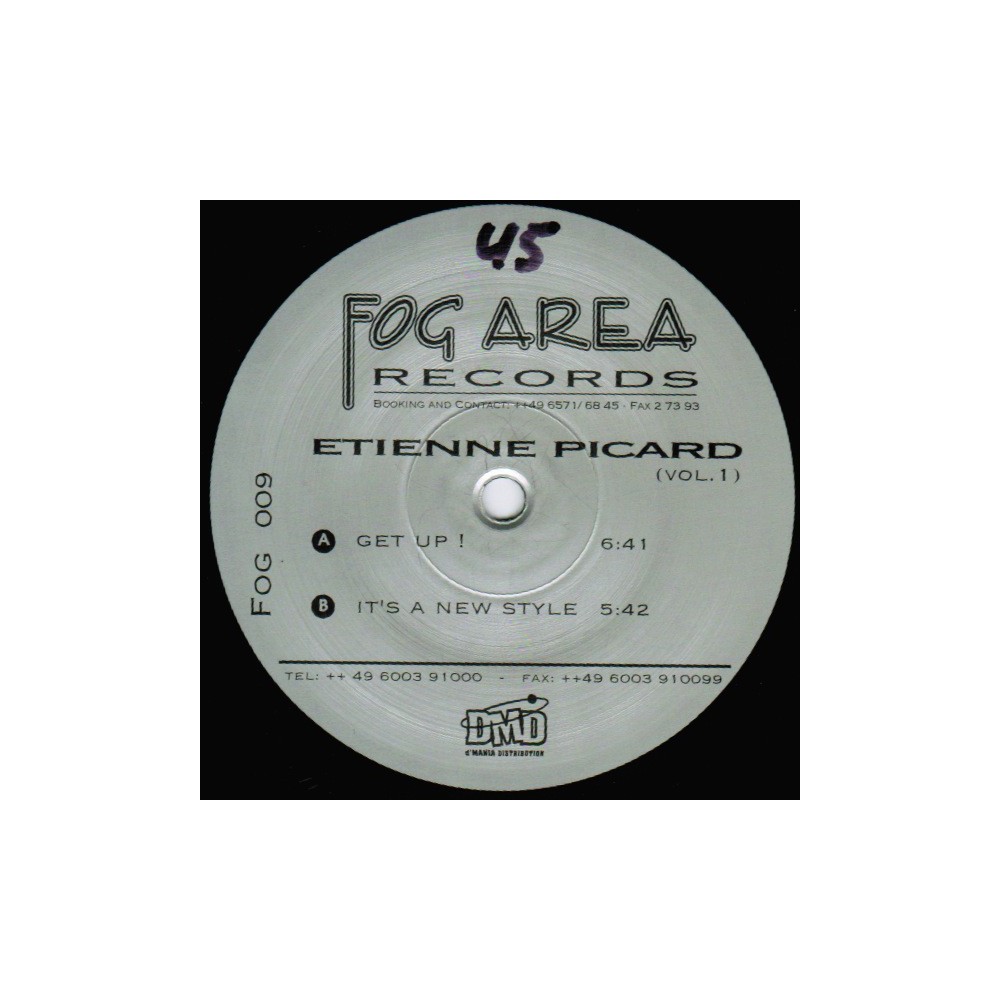 45
FOG AREA
RECORDS
BOOKING AND CONTACT: ++49 6571/ 68 45 - FAX 2 73 93
ETIENNE PICARD
(VOL.1)
FOG 009
A GET UP ! 6:41
B IT'S A NEW STYLE 5:42
TEL: ++ 49 6003 91000 - FAX: ++49 6003 910099
DMD
d'MANIA DISTRIBUTION